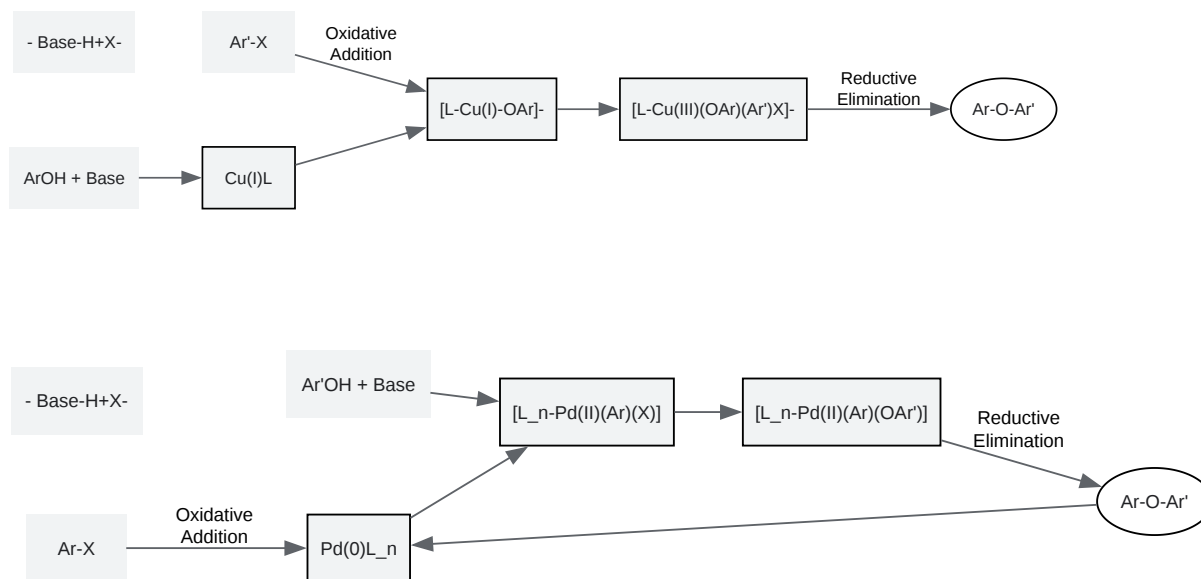 - Base-H+X-
Ar'-X
Oxidative
Addition
[L-Cu(I)-OAr]-
[L-Cu(III)(OAr)(Ar')X]-
Reductive
Elimination
Ar-O-Ar'
ArOH + Base
Cu(I)L
- Base-H+X-
Ar'OH + Base
[L_n-Pd(II)(Ar)(X)]
[L_n-Pd(II)(Ar)(OAr')]
Reductive
Elimination
Ar-O-Ar'
Ar-X
Oxidative
Addition
Pd(0)L_n